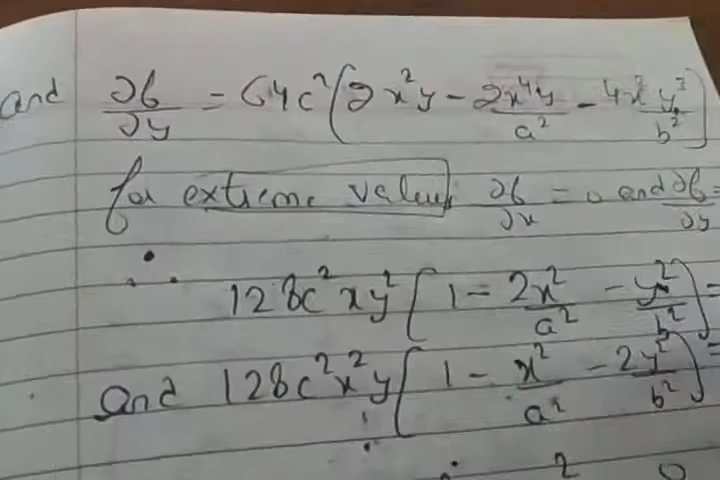 and ∂f/∂y = 64c²(2x²y - 2x⁴y/a² - 4x²y³/b²)
for extreme value, ∂f/∂x = 0 and ∂f/∂y =
∴ 128c²xy²[1 - 2x²/a² - y²/b²] =
and 128c²x²y[1 - x²/a² - 2y²/b²] =